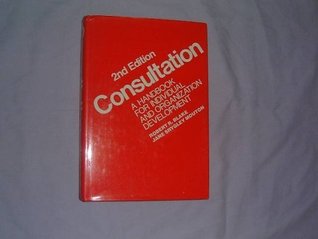 2nd Edition
Consultation
A HANDBOOK
FOR INDIVIDUAL
AND ORGANIZATION
DEVELOPMENT
ROBERT R. BLAKE
JANE SRYGLEY MOUTON